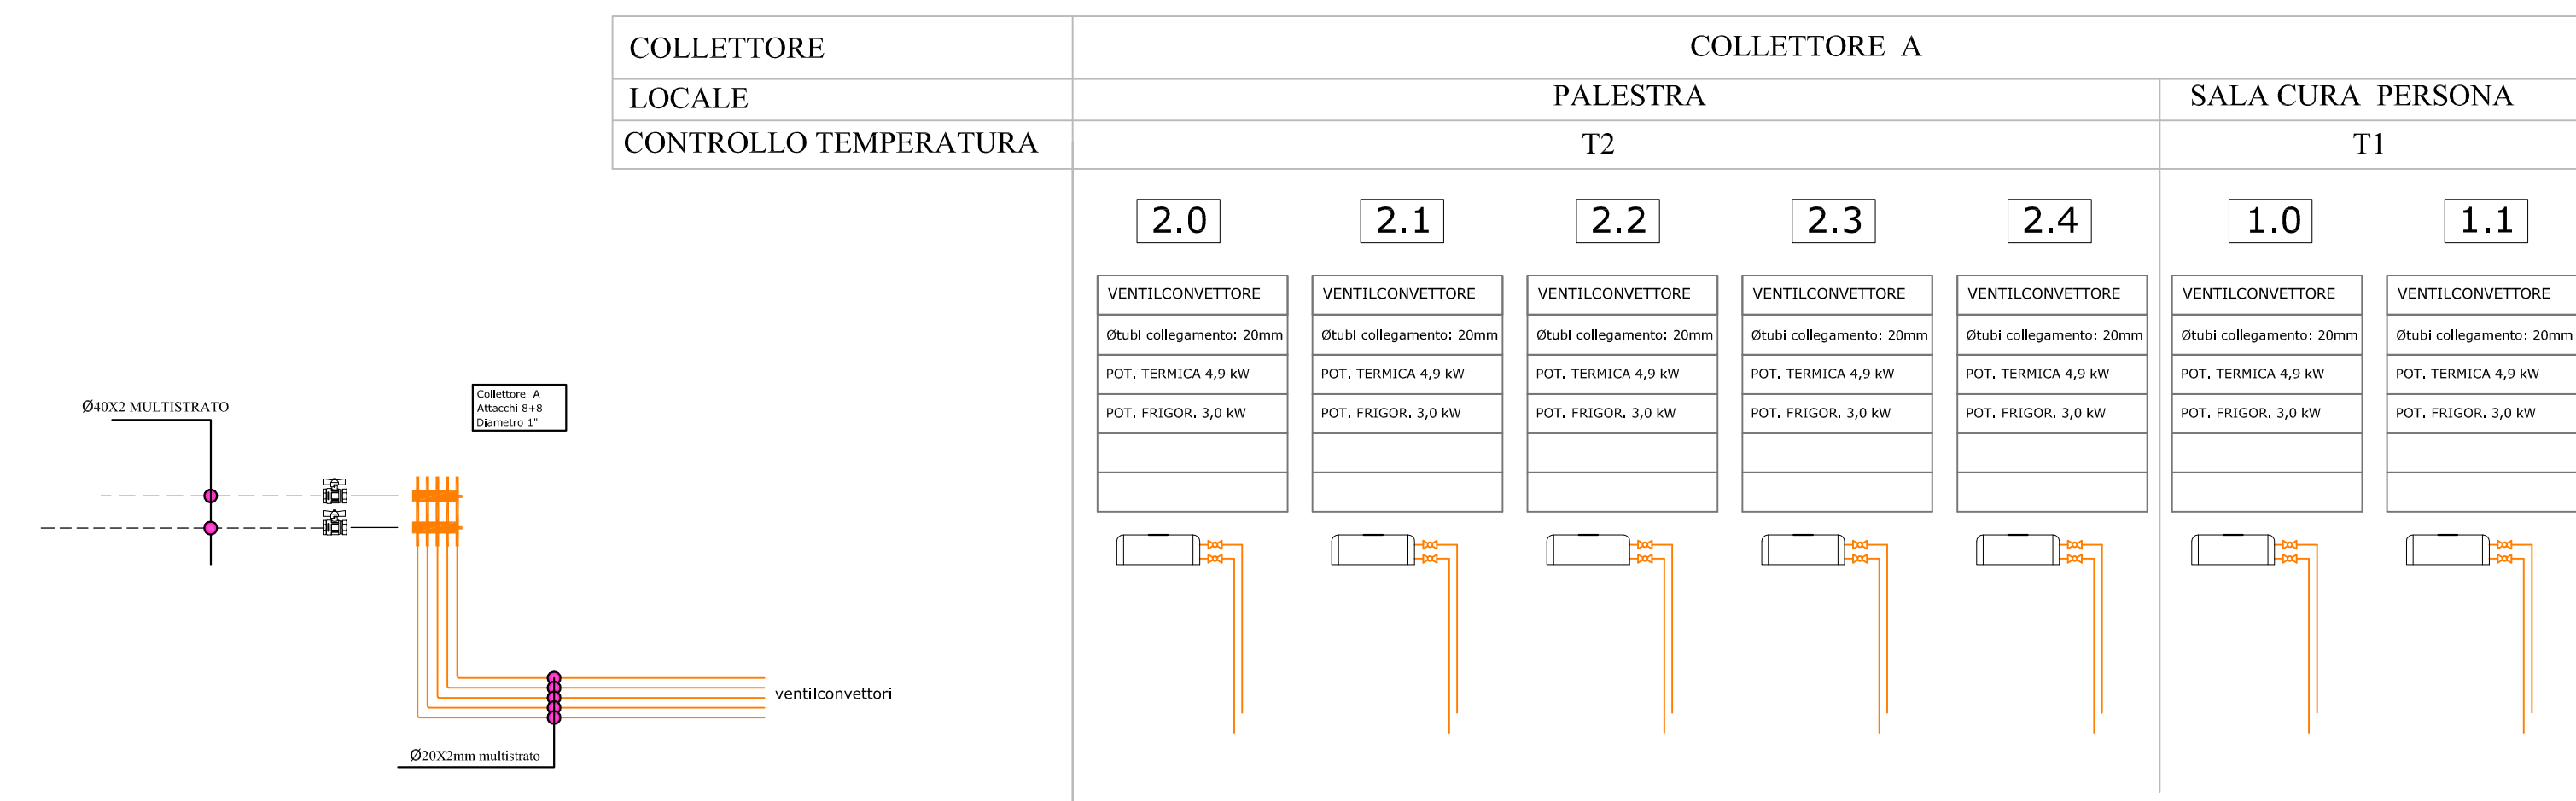 COLLETTORE COLLETTORE A
LOCALE PALESTRA SALA CURA PERSONA
CONTROLLO TEMPERATURA T2 T1
2.0 2.1 2.2 2.3 2.4 1.0 1.1
VENTILCONVETTORE VENTILCONVETTORE VENTILCONVETTORE VENTILCONVETTORE VENTILCONVETTORE VENTILCONVETTORE VENTILCONVETTORE
Øtubi collegamento: 20mm Øtubi collegamento: 20mm Øtubi collegamento: 20mm Øtubi collegamento: 20mm Øtubi collegamento: 20mm Øtubi collegamento: 20mm Øtubi collegamento: 20mm
POT. TERMICA 4,9 kW POT. TERMICA 4,9 kW POT. TERMICA 4,9 kW POT. TERMICA 4,9 kW POT. TERMICA 4,9 kW POT. TERMICA 4,9 kW POT. TERMICA 4,9 kW
POT. FRIGOR. 3,0 kW POT. FRIGOR. 3,0 kW POT. FRIGOR. 3,0 kW POT. FRIGOR. 3,0 kW POT. FRIGOR. 3,0 kW POT. FRIGOR. 3,0 kW POT. FRIGOR. 3,0 kW
Collettore A
Attacchi 8+8
Diametro 1"
Ø40X2 MULTISTRATO
ventilconvettori
Ø20X2mm multistrato